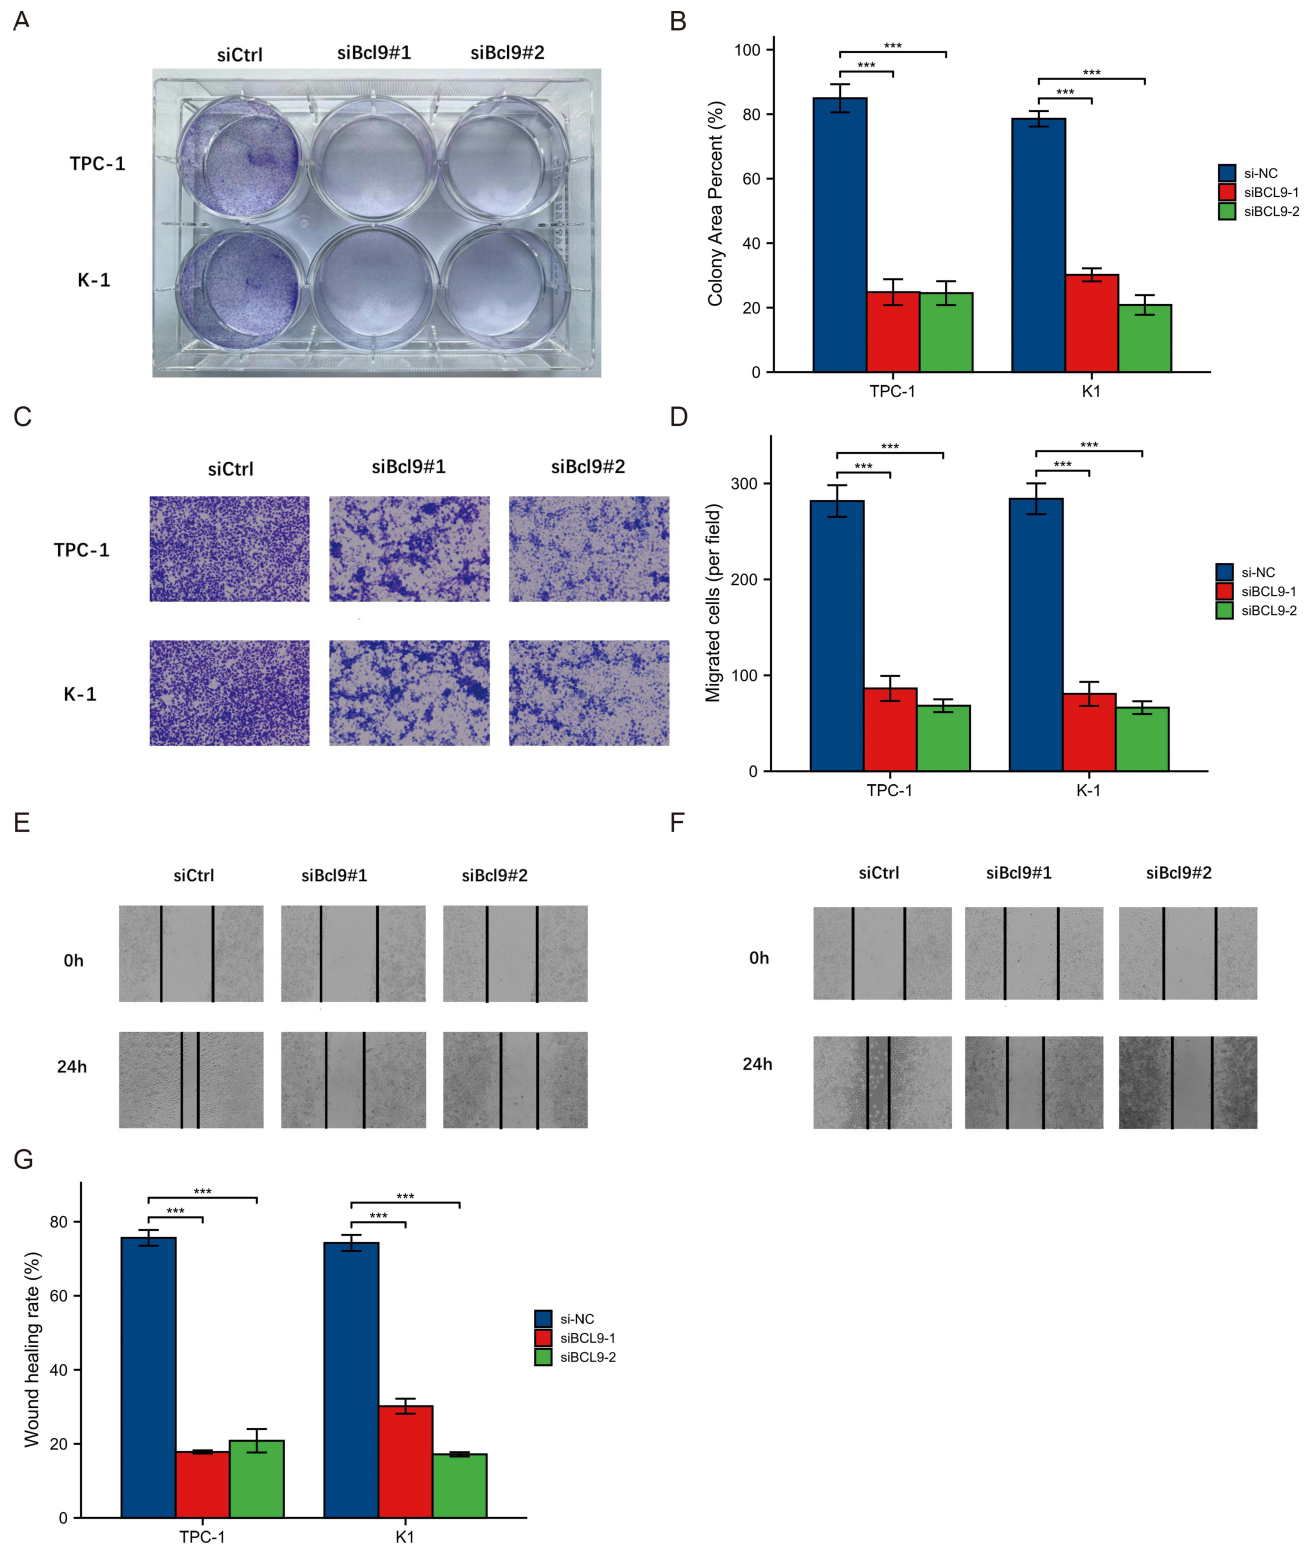 A
siCtrl siBcl9#1 siBcl9#2
TPC-1
K-1
B
100
80
60
40
20
0
Colony Area Percent (%)
*** ***
*** ***
TPC-1 K1
si-NC
siBCL9-1
siBCL9-2
C
siCtrl siBcl9#1 siBcl9#2
TPC-1
K-1
D
300
200
100
0
Migrated cells (per field)
*** ***
*** ***
TPC-1 K-1
si-NC
siBCL9-1
siBCL9-2
E
siCtrl siBcl9#1 siBcl9#2
0h
24h
F
siCtrl siBcl9#1 siBcl9#2
0h
24h
G
80
60
40
20
0
Wound healing rate (%)
*** ***
*** ***
TPC-1 K1
si-NC
siBCL9-1
siBCL9-2